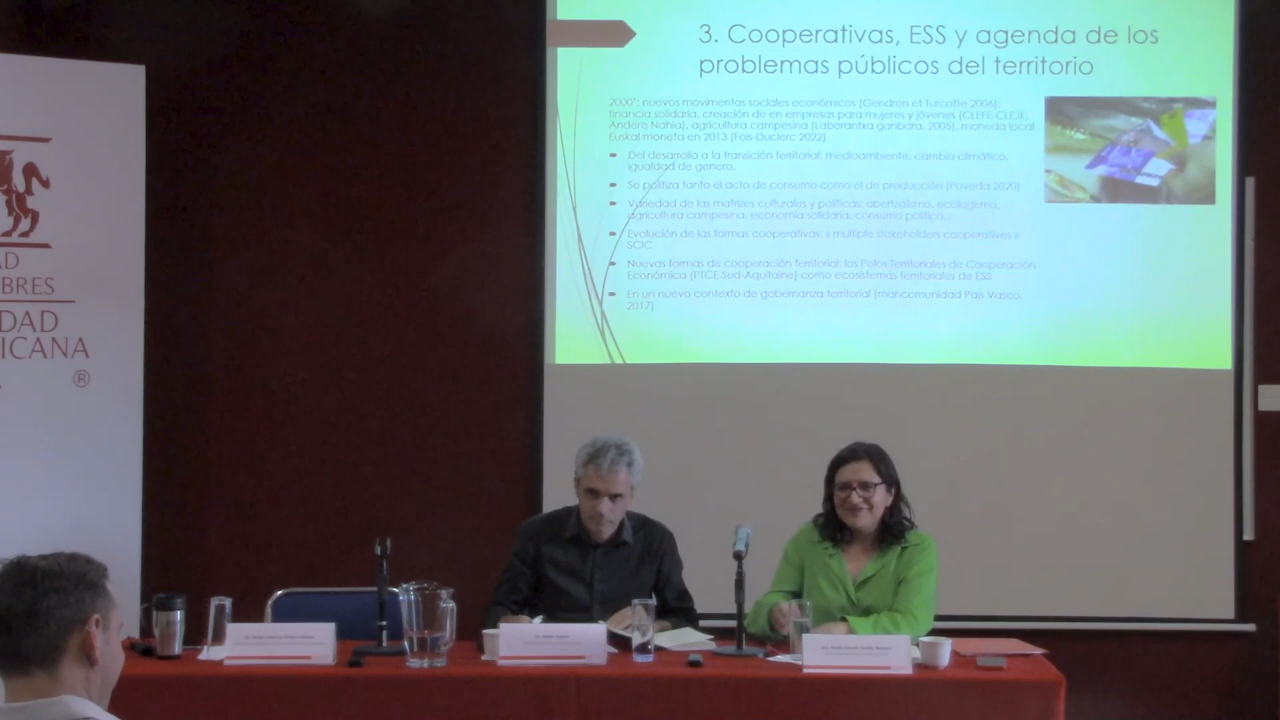 3. Cooperativas, ESS y agenda de los
problemas públicos del territorio
2000': nuevos movimentos sociales económicos (Gendron et Turcotte 2006):
financia solidaria, creación de en empresas para mujeres y jóvenes (CLEFE-CLEJE,
Andere Nahia), agricultura campesina (Laborantxa ganbara, 2005), moneda local
Euskal moneta en 2013 (Fois-Duclerc 2022)
Del desarrollo a la transición territorial: medioambiente, cambio climático,
igualdad de genero.
Se politiza tanto el acto de consumo como el de producción (Poveda 2020)
Variedad de las matrizes culturales y políticas: abertzalismo, ecologismo,
agricultura campesina, economía solidaria, consumo político...
Evolución de las formas cooperativas: « multiple stakeholders cooperatives »
SCIC
Nuevas formas de cooperación territorial: los Polos Territoriales de Cooperación
Económica (PTCE Sud-Aquitaine) como ecosistemas territoriales de ESS
En un nuevo contexto de gobernanza territorial (mancomunidad País Vasco,
2017)
AD
BRES
DAD
ICANA
®